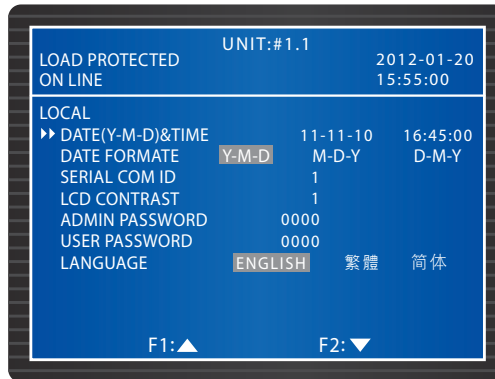 UNIT:#1.1
LOAD PROTECTED 2012-01-20
ON LINE 15:55:00
LOCAL
DATE(Y-M-D)&TIME 11-11-10 16:45:00
DATE FORMATE Y-M-D M-D-Y D-M-Y
SERIAL COM ID 1
LCD CONTRAST 1
ADMIN PASSWORD 0000
USER PASSWORD 0000
LANGUAGE ENGLISH 繁體 简体
F1: F2: